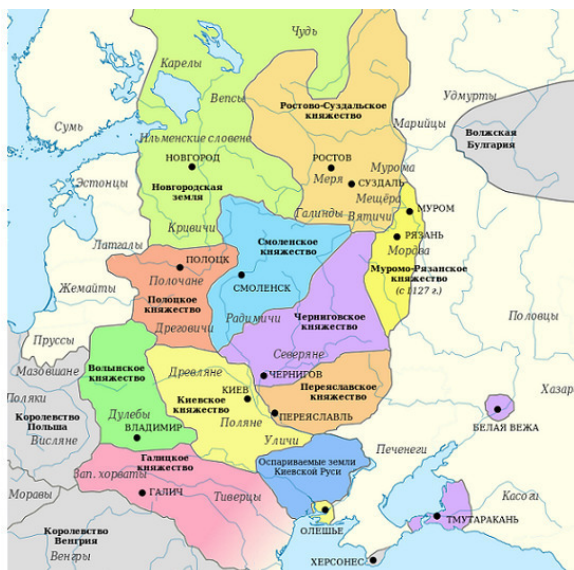 Чудь
Карелы
Вепсы
Сумь
Ростово-Суздальское
княжество
Удмурты
Марийцы
Волжская
Булгария
Ильменские словене
НОВГОРОД
Новгородская
земля
РОСТОВ
Меря
СУЗДАЛЬ
Мурома
Мещёра
Эстонцы
Галинды
Вятичи
МУРОМ
РЯЗАНЬ
Мордва
Кривичи
Латгалы
ПОЛОЦК
Полочане
Смоленское
княжество
СМОЛЕНСК
Муромо-Рязанское
княжество
(с 1127 г.)
Жемайты
Полоцкое
княжество
Радимичи
Черниговское
княжество
Половцы
Дреговичи
Пруссы
Северяне
Мазовшане
Волынское
княжество
Древляне
ЧЕРНИГОВ
Поляки
КИЕВ
Киевское
княжество
Переяславское
княжество
Хазар
Королевство
Польша
Висляне
Дулебы
ВЛАДИМИР
Поляне
ПЕРЕЯСЛАВЛЬ
БЕЛАЯ ВЕЖА
Уличи
Галицкое
княжество
Зап. хорваты
Оспариваемые земли
Киевской Руси
Печенеги
Моравы
ГАЛИЧ
Тиверцы
Касоги
ОЛЕШЬЕ
ТМУТАРАКАНЬ
Королевство
Венгрия
Венгры
ХЕРСОНЕС